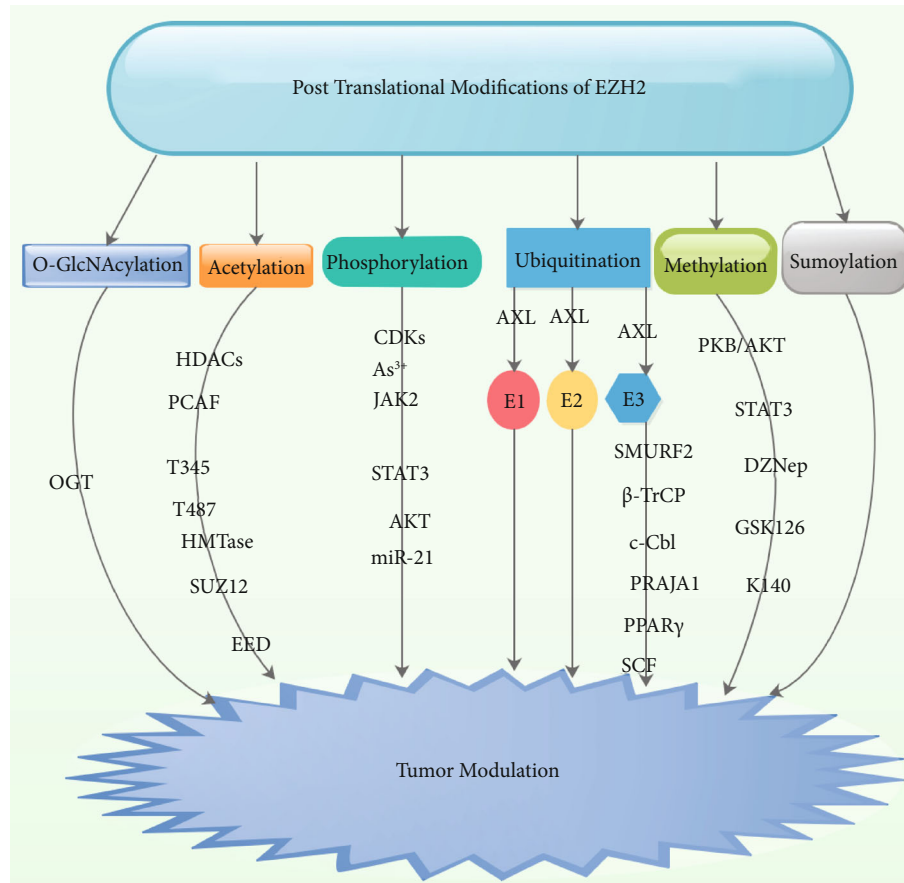 Post Translational Modifications of EZH2
O-GlcNAcylation
Acetylation
Phosphorylation
Ubiquitination
Methylation
Sumoylation
OGT
HDACs
PCAF
T345
T487
HMTase
SUZ12
EED
CDKs
As³⁺
JAK2
STAT3
AKT
miR-21
AXL
AXL
AXL
E1
E2
E3
SMURF2
β-TrCP
c-Cbl
PRAJA1
PPARγ
SCF
PKB/AKT
STAT3
DZNep
GSK126
K140
Tumor Modulation